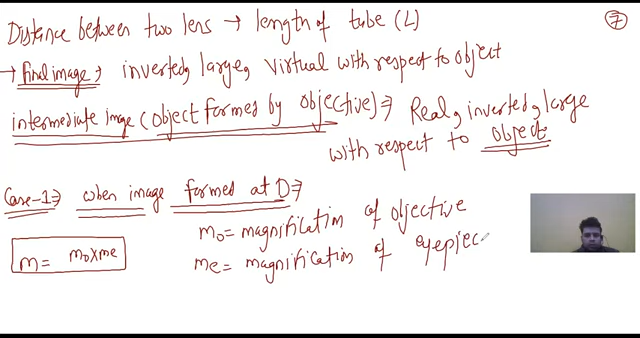 Distance between two lens → length of tube (L)
7
→ final image → inverted, large, virtual with respect to object
intermediate image (object formed by objective) ⇒ Real, inverted, large
with respect to object
Case-1 ⇒ when image formed at D ⇒
mo = magnification of objective
m = mo × me
me = magnification of eyepiec